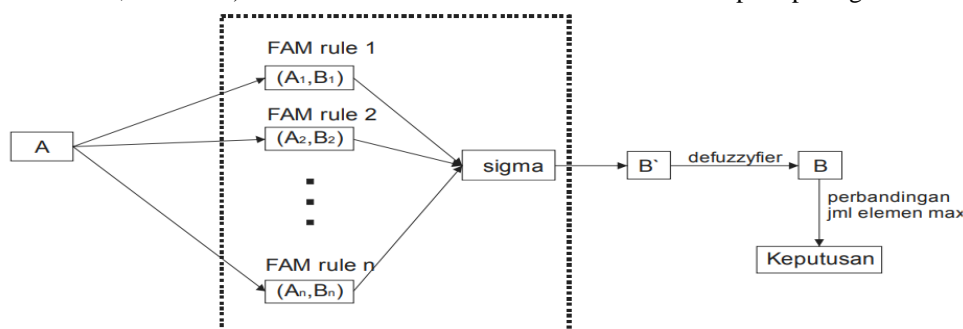 FAM rule 1
(A₁,B₁)
FAM rule 2
(A₂,B₂)
A
sigma
B`
defuzzyfier
B
perbandingan
jml elemen max
Keputusan
FAM rule n
(Aₙ,Bₙ)